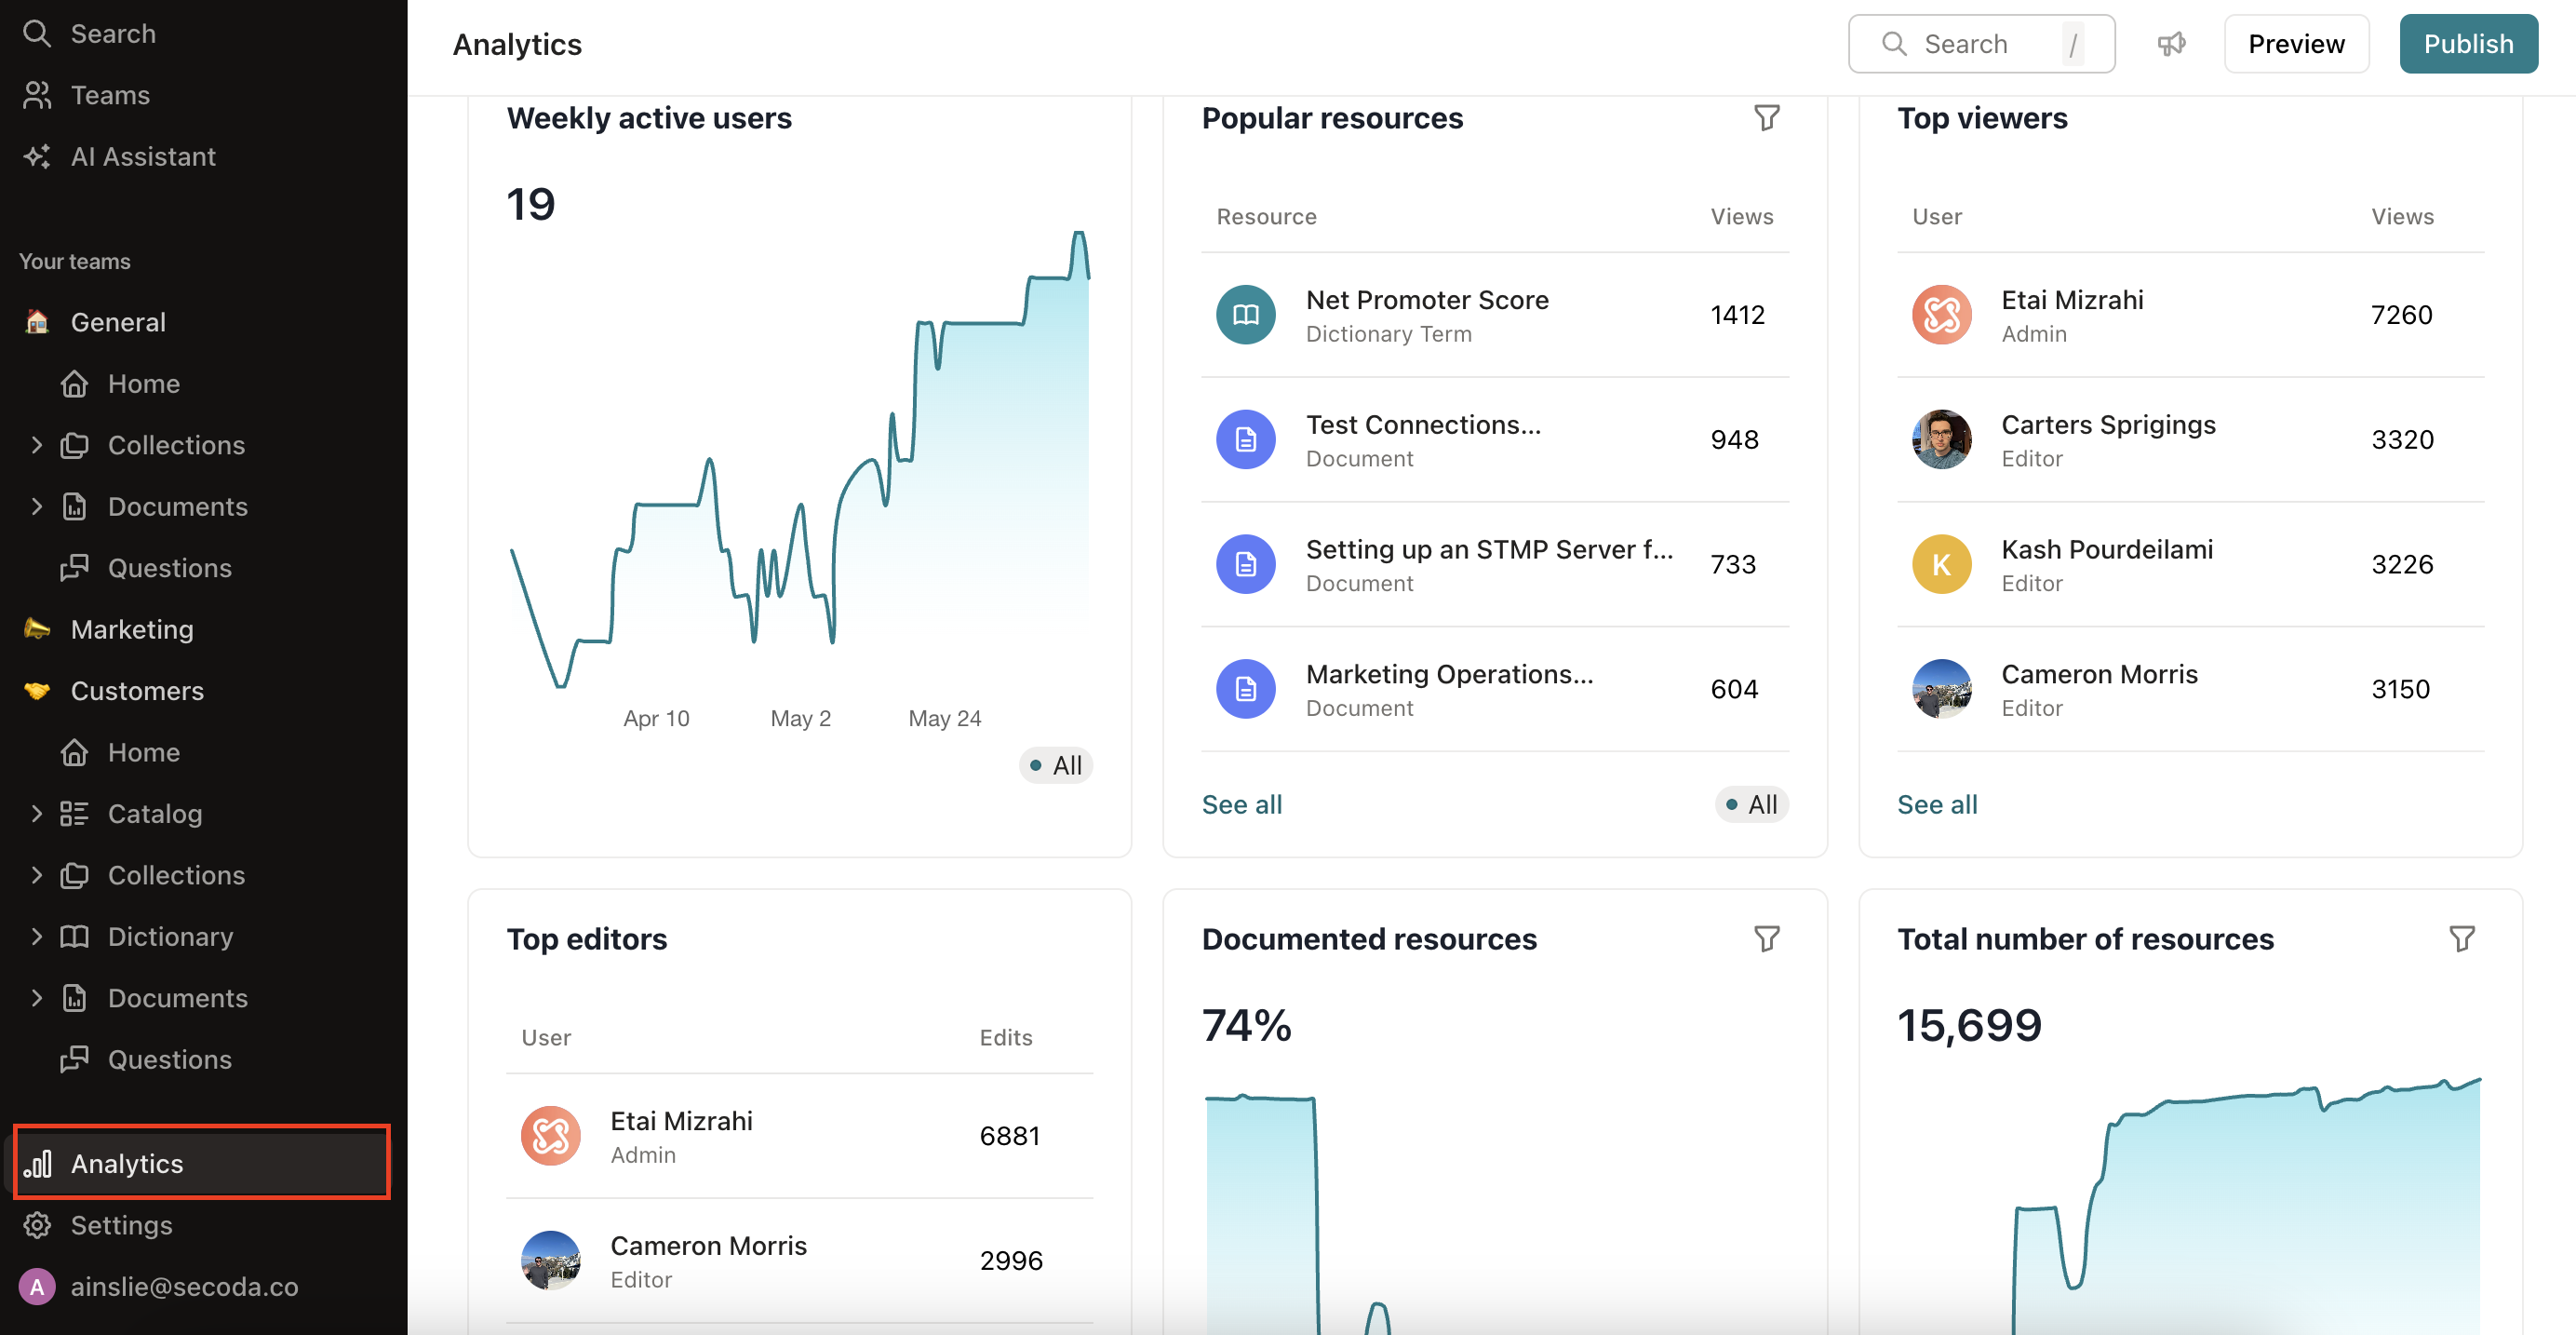 Search
Teams
AI Assistant
Your teams
General
Home
Collections
Documents
Questions
Marketing
Customers
Home
Catalog
Collections
Dictionary
Documents
Questions
Analytics
Settings
A ainslie@secoda.co
Analytics
Search /
Preview
Publish
Weekly active users
19
Apr 10 May 2 May 24
All
Popular resources
Resource Views
Net Promoter Score 1412
Dictionary Term
Test Connections... 948
Document
Setting up an STMP Server f... 733
Document
Marketing Operations... 604
Document
See all All
Top viewers
User Views
Etai Mizrahi 7260
Admin
Carters Sprigings 3320
Editor
K Kash Pourdeilami 3226
Editor
Cameron Morris 3150
Editor
See all
Top editors
User Edits
Etai Mizrahi 6881
Admin
Cameron Morris 2996
Editor
Documented resources
74%
Total number of resources
15,699